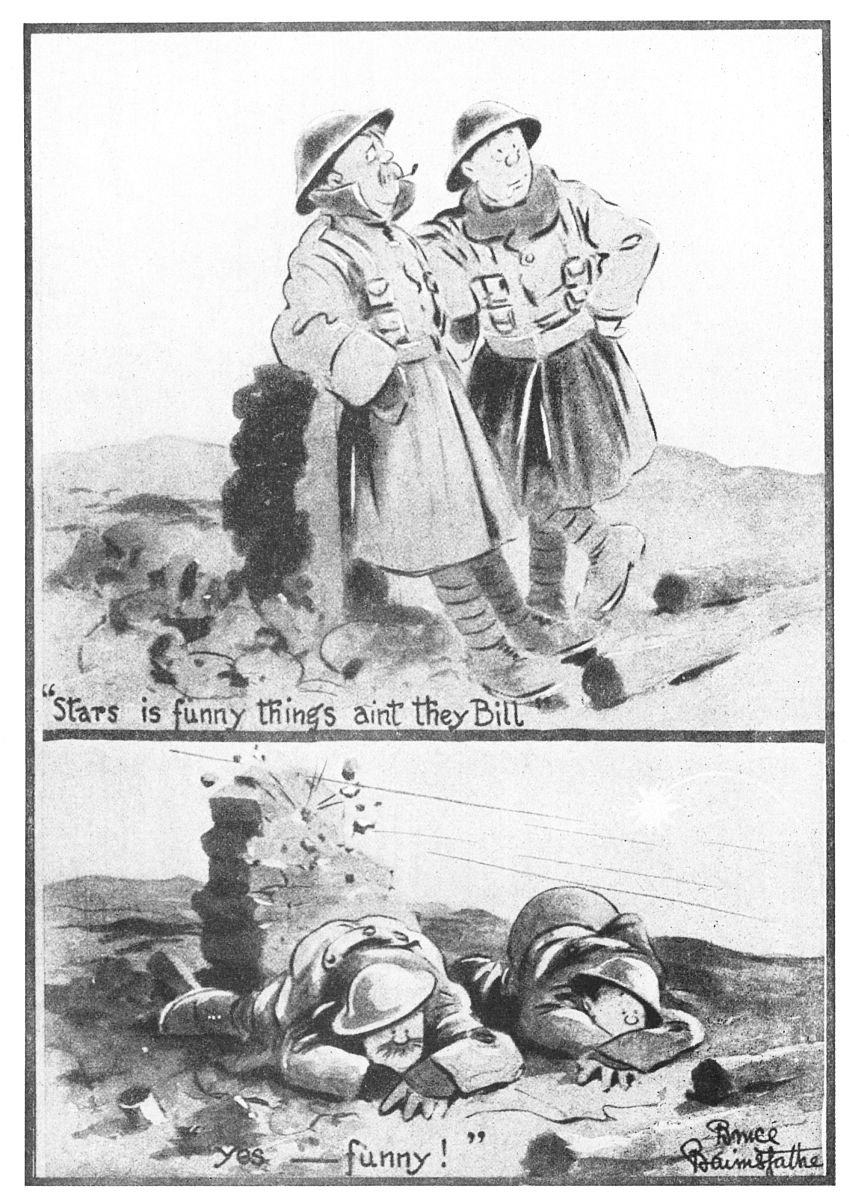 "Stars is funny things aint they Bill"
yes — funny!"
Bruce
Bairnsfather